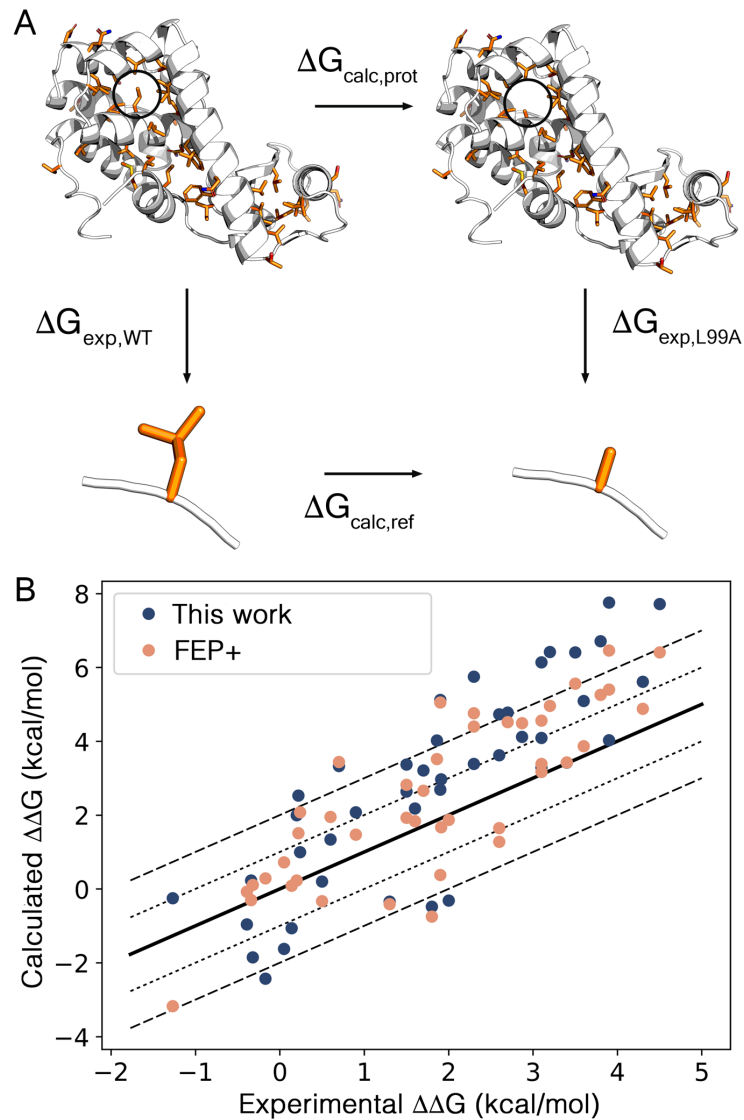 A
ΔGcalc,prot
ΔGexp,WT
ΔGexp,L99A
ΔGcalc,ref
B
This work
FEP+
Calculated ΔΔG (kcal/mol)
8
6
4
2
0
−2
−4
−2 −1 0 1 2 3 4 5
Experimental ΔΔG (kcal/mol)